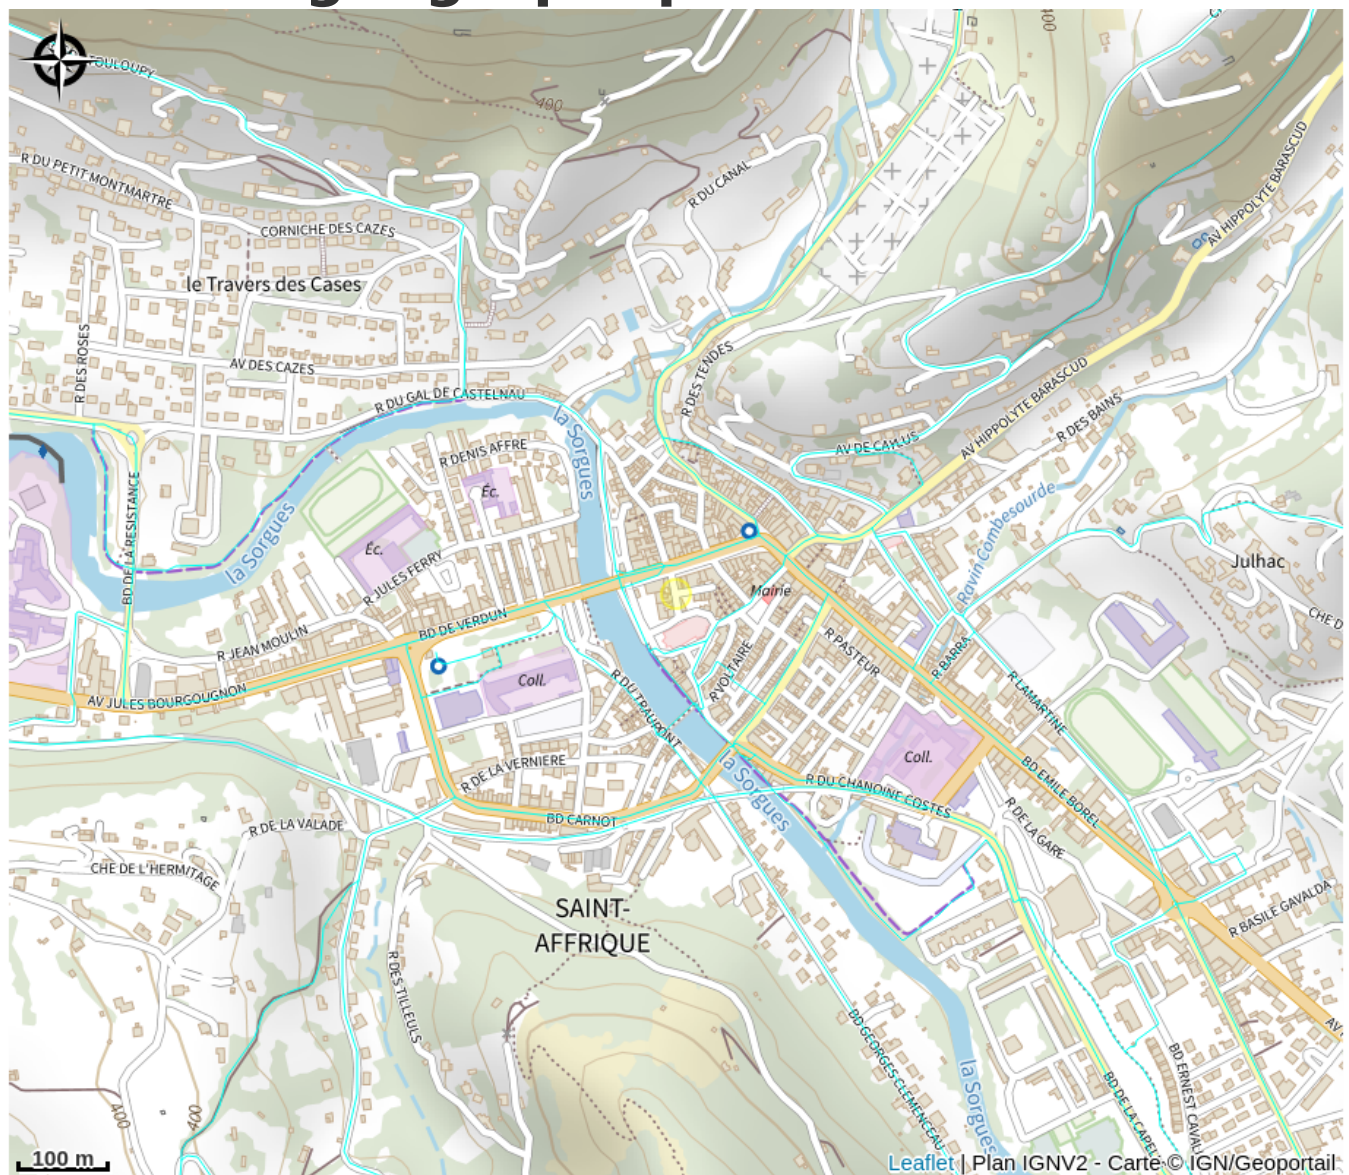 400
R DU PETIT MONTMARTRE
CORNICHE DES CAZES
R DU CANAL
AV HIPPOLYTE BARASCUD
le Travers des Cases
R DES ROSES
AV DES CAZES
R DU GAL DE CASTELNAU
R DES TENDES
la Sorgues
AV HIPPOLYTE BARASCUD
R DES BAINS
AV DE CAYLUS
R DENIS AFFRE
Éc.
BD DE LA RESISTANCE
la Sorgues
Ravin Combesourde
Éc.
R JULES FERRY
Julhac
Mairie
BD DE VERDUN
R JEAN MOULIN
R PASTEUR
R BARRA
CHE D
AV JULES BOURGOUGNON
Coll.
R DU TRAUPONT
R VOLTAIRE
R LAMARTINE
Coll.
R DE LA VERNIERE
la Sorgues
R DU CHANOINE COSTES
BD EMILE BOREL
BD CARNOT
R DE LA VALADE
R DE LA GARE
CHE DE L'HERMITAGE
SAINT-
AFFRIQUE
R BASILE GAVALDA
R DES TILLEULS
BD GEORGES CLEMENCEAU
AV
la Sorgues
BD DE LA CAPEL
BD ERNEST CAVAL
400
400
100 m
Leaflet | Plan IGNV2 - Carte © IGN/Geoportail